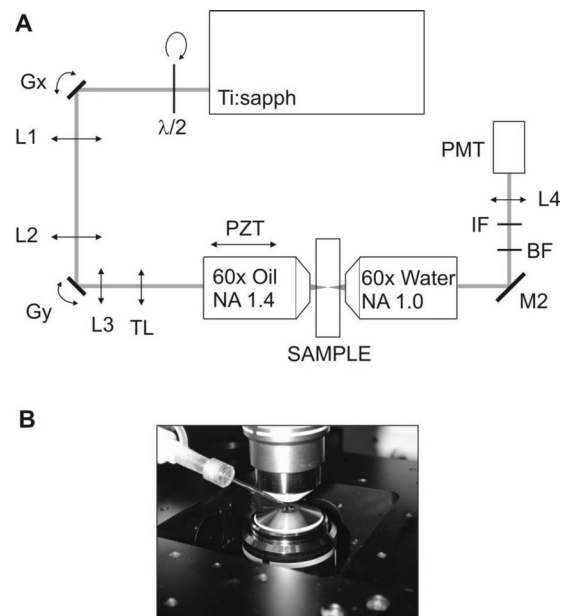 A
Gx
λ/2
Ti:sapph
L1
PMT
L4
L2
PZT
IF
BF
60x Oil
NA 1.4
60x Water
NA 1.0
M2
Gy
L3
TL
SAMPLE
B